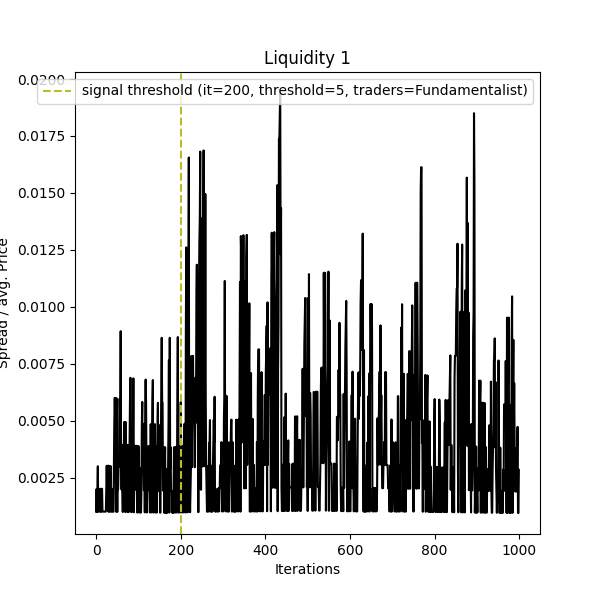 Liquidity 1
signal threshold (it=200, threshold=5, traders=Fundamentalist)
0.0200
0.0175
0.0150
0.0125
0.0100
0.0075
0.0050
0.0025
Spread / avg. Price
0 200 400 600 800 1000
Iterations